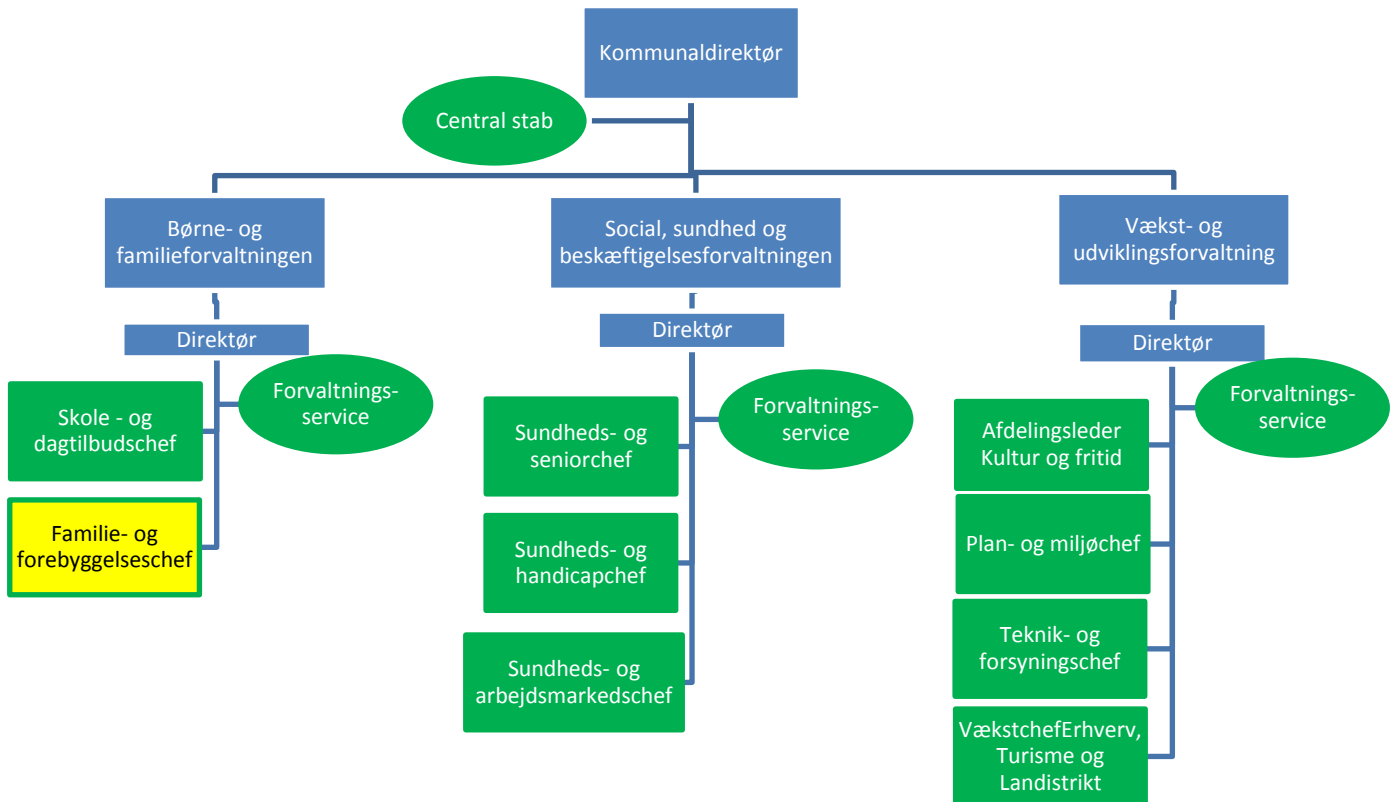 Kommunaldirektør
Central stab
Børne- og
familieforvaltningen
Direktør
Forvaltnings-
service
Skole - og
dagtilbudschef
Familie- og
forebyggelseschef
Social, sundhed og
beskæftigelsesforvaltningen
Direktør
Forvaltnings-
service
Sundheds- og
seniorchef
Sundheds- og
handicapchef
Sundheds- og
arbejdsmarkedschef
Vækst- og
udviklingsforvaltning
Direktør
Forvaltnings-
service
Afdelingsleder
Kultur og fritid
Plan- og miljøchef
Teknik- og
forsyningschef
VækstchefErhverv,
Turisme og
Landistrikt